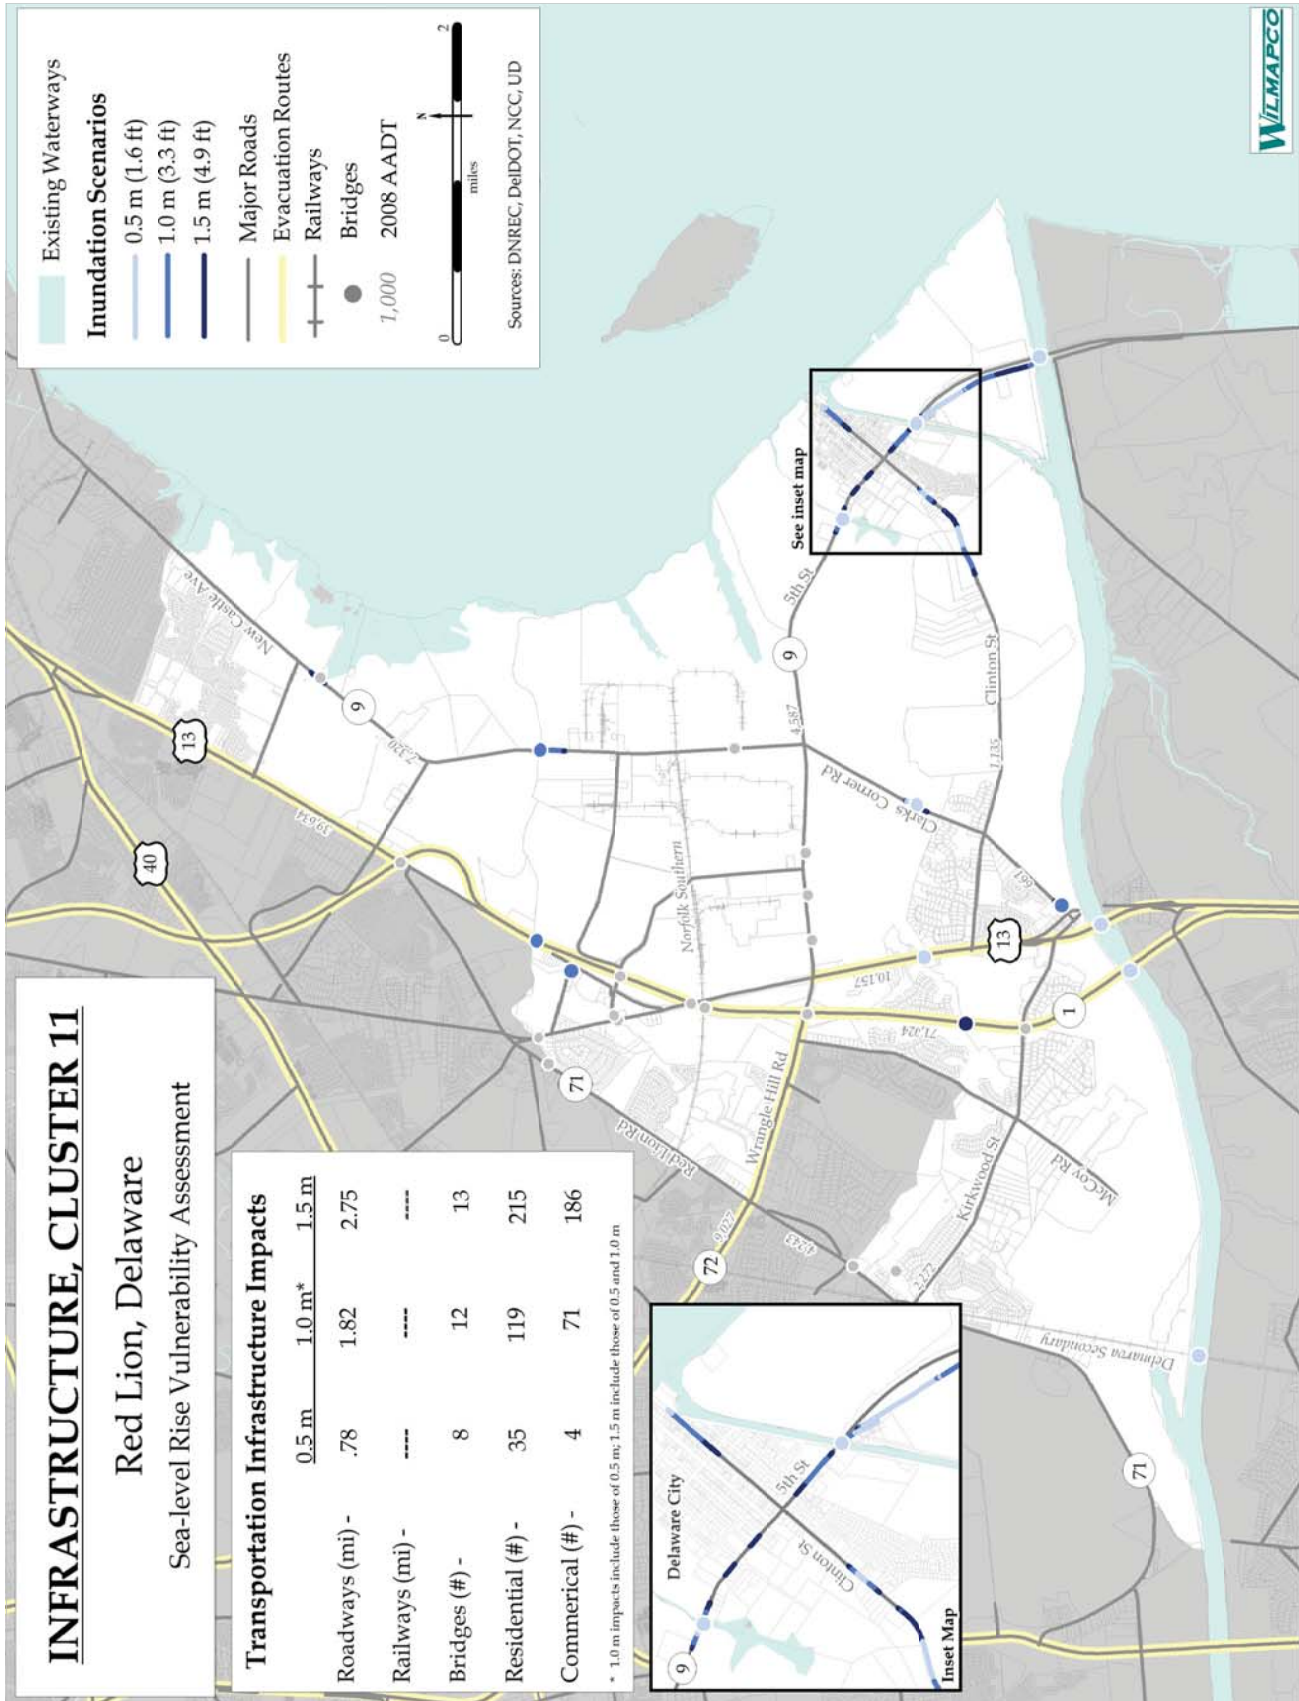 INFRASTRUCTURE, CLUSTER 11
Red Lion, Delaware
Sea-level Rise Vulnerability Assessment
Transportation Infrastructure Impacts
0.5 m 1.0 m* 1.5 m
Roadways (mi) - .78 1.82 2.75
Railways (mi) - ---- ---- ----
Bridges (#) - 8 12 13
Residential (#) - 35 119 215
Commerical (#) - 4 71 186
* 1.0 m impacts include those of 0.5 m; 1.5 m include those of 0.5 and 1.0 m
Existing Waterways
Inundation Scenarios
0.5 m (1.6 ft)
1.0 m (3.3 ft)
1.5 m (4.9 ft)
Major Roads
Evacuation Routes
Railways
Bridges
1,000 2008 AADT
N
0 2
miles
Sources: DNREC, DelDOT, NCC, UD
40
13
39,634
New Castle Ave
9
7,320
71
Red Lion Rd
Norfolk Southern
72
9,027
Wrangle Hill Rd
4,243
10,157
71,324
4,587
9
5th St
See inset map
Clarks Corner Rd
Clinton St
1,135
661
13
1
Kirkwood St
2,272
McCoy Rd
Delmarva Secondary
71
Delaware City
9
5th St
Clinton St
Inset Map
WILMAPCO